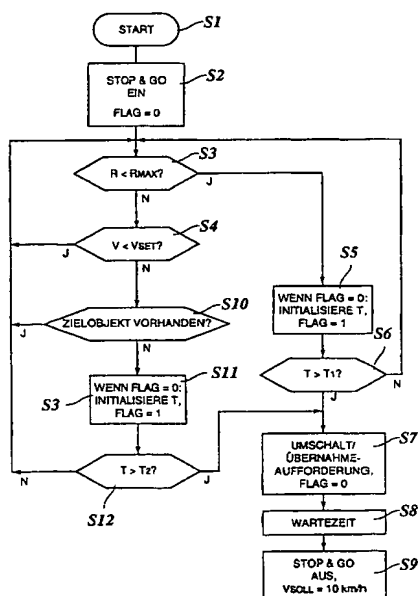 START
S1
STOP & GO
EIN
FLAG = 0
S2
R < RMAX?
S3
J
N
V < VSET?
S4
J
N
ZIELOBJEKT VORHANDEN?
S10
J
N
WENN FLAG = 0:
INITIALISIERE T,
FLAG = 1
S11
S3
T > T2?
S12
N
J
S5
WENN FLAG = 0:
INITIALISIERE T,
FLAG = 1
S6
T > T1?
N
J
UMSCHALT/
ÜBERNAHME-
AUFFORDERUNG,
FLAG = 0
S7
S8
WARTEZEIT
S9
STOP & GO
AUS,
VSOLL = 10 km/h